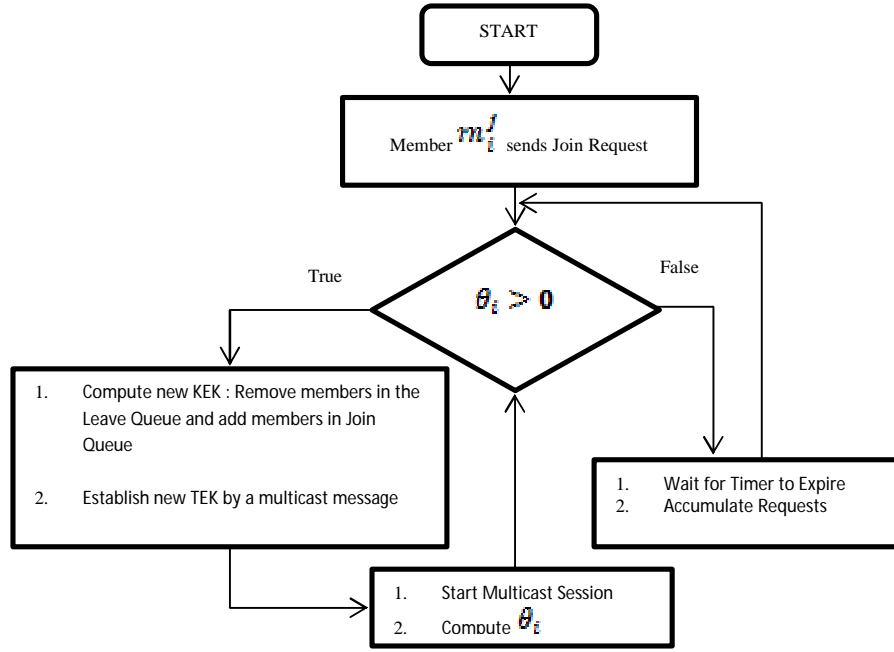 START
Member m_i^J sends Join Request
True
False
θ_i > 0
1. Compute new KEK : Remove members in the
Leave Queue and add members in Join
Queue
2. Establish new TEK by a multicast message
1. Wait for Timer to Expire
2. Accumulate Requests
1. Start Multicast Session
2. Compute θ_i